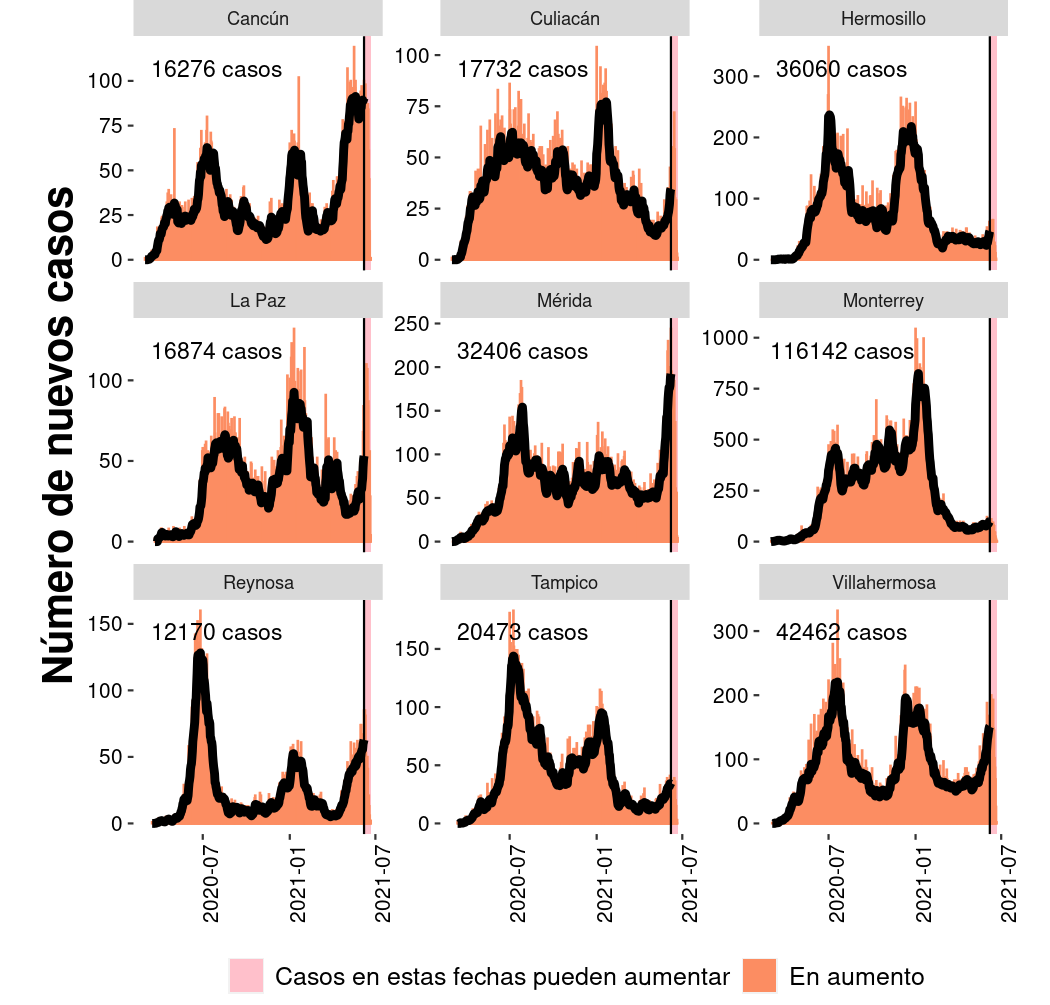 Número de nuevos casos
Cancún
16276 casos
100
75
50
25
0
Culiacán
17732 casos
100
75
50
25
0
Hermosillo
36060 casos
300
200
100
0
La Paz
16874 casos
100
50
0
Mérida
32406 casos
250
200
150
100
50
0
Monterrey
116142 casos
1000
750
500
250
0
Reynosa
12170 casos
150
100
50
0
Tampico
20473 casos
150
100
50
0
Villahermosa
42462 casos
300
200
100
0
2020-07
2021-01
2021-07
2020-07
2021-01
2021-07
2020-07
2021-01
2021-07
Casos en estas fechas pueden aumentar
En aumento